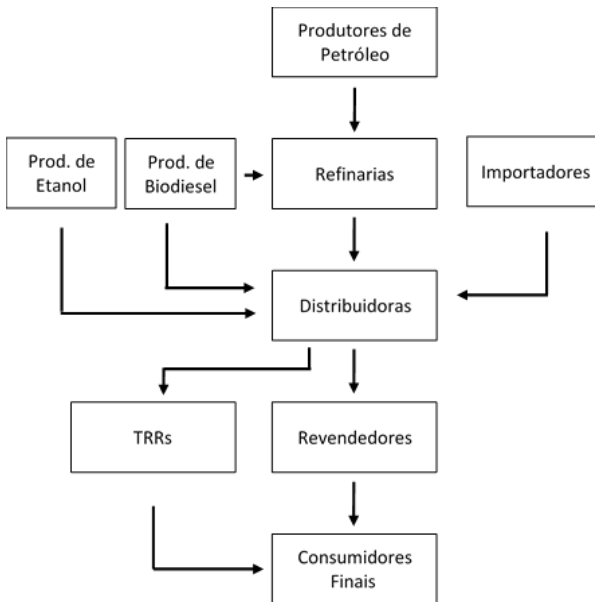 Produtores de
Petróleo
Prod. de
Etanol
Prod. de
Biodiesel
Refinarias
Importadores
Distribuidoras
TRRs
Revendedores
Consumidores
Finais